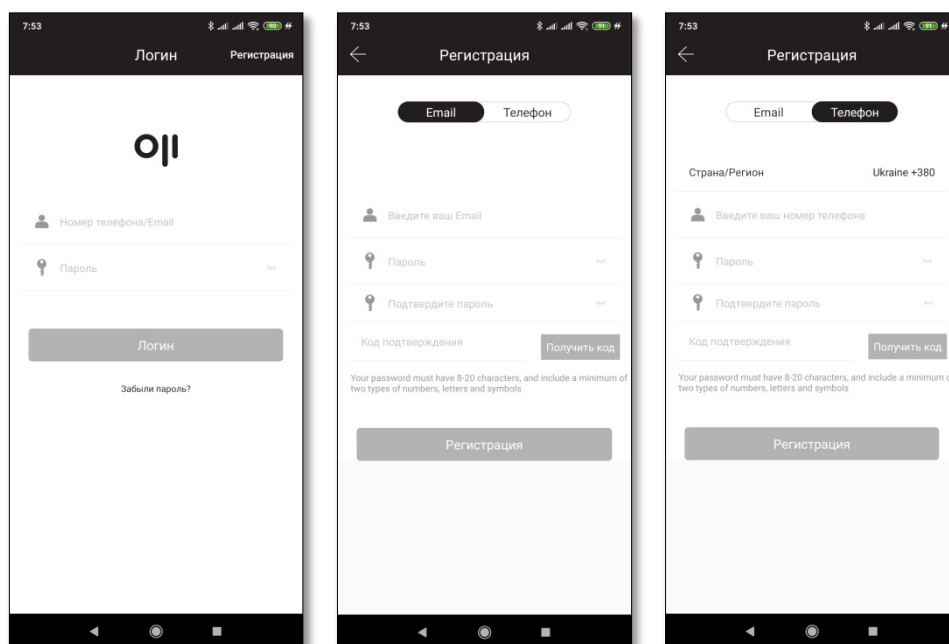 7:53
90
Логин
Регистрация
Oji
Номер телефона/Email
Пароль
Логин
Забыли пароль?
7:53
91
Регистрация
Email
Телефон
Введите ваш Email
Пароль
Подтвердите пароль
Код подтверждения
Получить код
Your password must have 8-20 characters, and include a minimum of
two types of numbers, letters and symbols
Регистрация
7:53
91
Регистрация
Email
Телефон
Страна/Регион
Ukraine +380
Введите ваш номер телефона
Пароль
Подтвердите пароль
Код подтверждения
Получить код
Your password must have 8-20 characters, and include a minimum
two types of numbers, letters and symbols
Регистрация